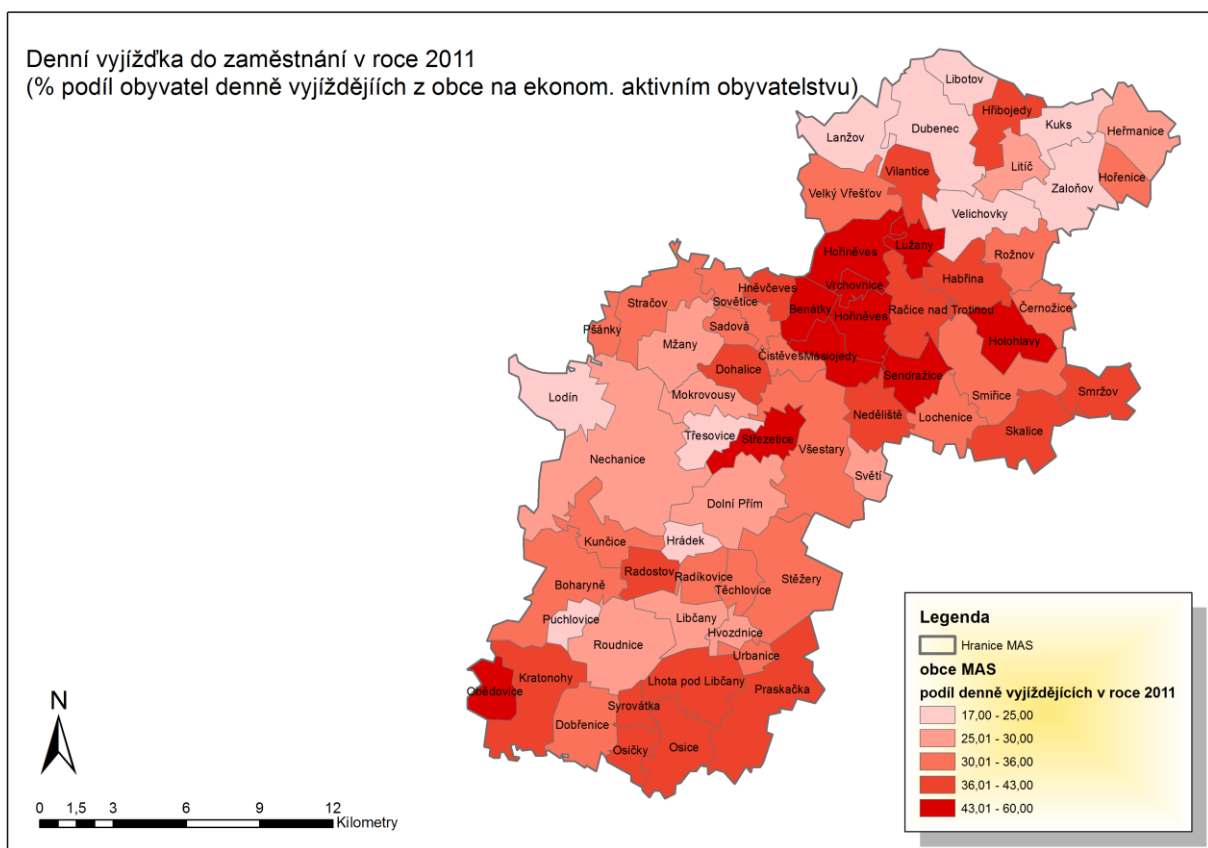 Denní vyjížďka do zaměstnání v roce 2011
(% podíl obyvatel denně vyjíždějíích z obce na ekonom. aktivním obyvatelstvu)
Libotov
Hřibojedy
Dubenec
Kuks
Heřmanice
Lanžov
Litíč
Vilantice
Hořenice
Zaloňov
Velký Vřešťov
Velichovky
Lužany
Hořiněves
Rožnov
Habřina
Vrchovnice
Hněvčeves
Sovětice
Stračov
Benátky
Hořiněves
Račice nad Trotinou
Černožice
Pšánky
Sadová
Holohlavy
Mžany
Čistěves
Máslojedy
Dohalice
Sendražice
Smiřice
Smržov
Lodín
Mokrovousy
Neděliště
Lochenice
Skalice
Třesovice
Střezetice
Všestary
Nechanice
Světí
Dolní Přím
Kunčice
Hrádek
Radostov
Radíkovice
Těchlovice
Stěžery
Boharyně
Puchlovice
Libčany
Hvozdnice
Roudnice
Urbanice
Kratonohy
Lhota pod Libčany
Praskačka
Obědovice
Syrovátka
Dobřenice
Osičky
Osice
N
0 1,5 3 6 9 12
Kilometry
Legenda
Hranice MAS
obce MAS
podíl denně vyjíždějících v roce 2011
17,00 - 25,00
25,01 - 30,00
30,01 - 36,00
36,01 - 43,00
43,01 - 60,00